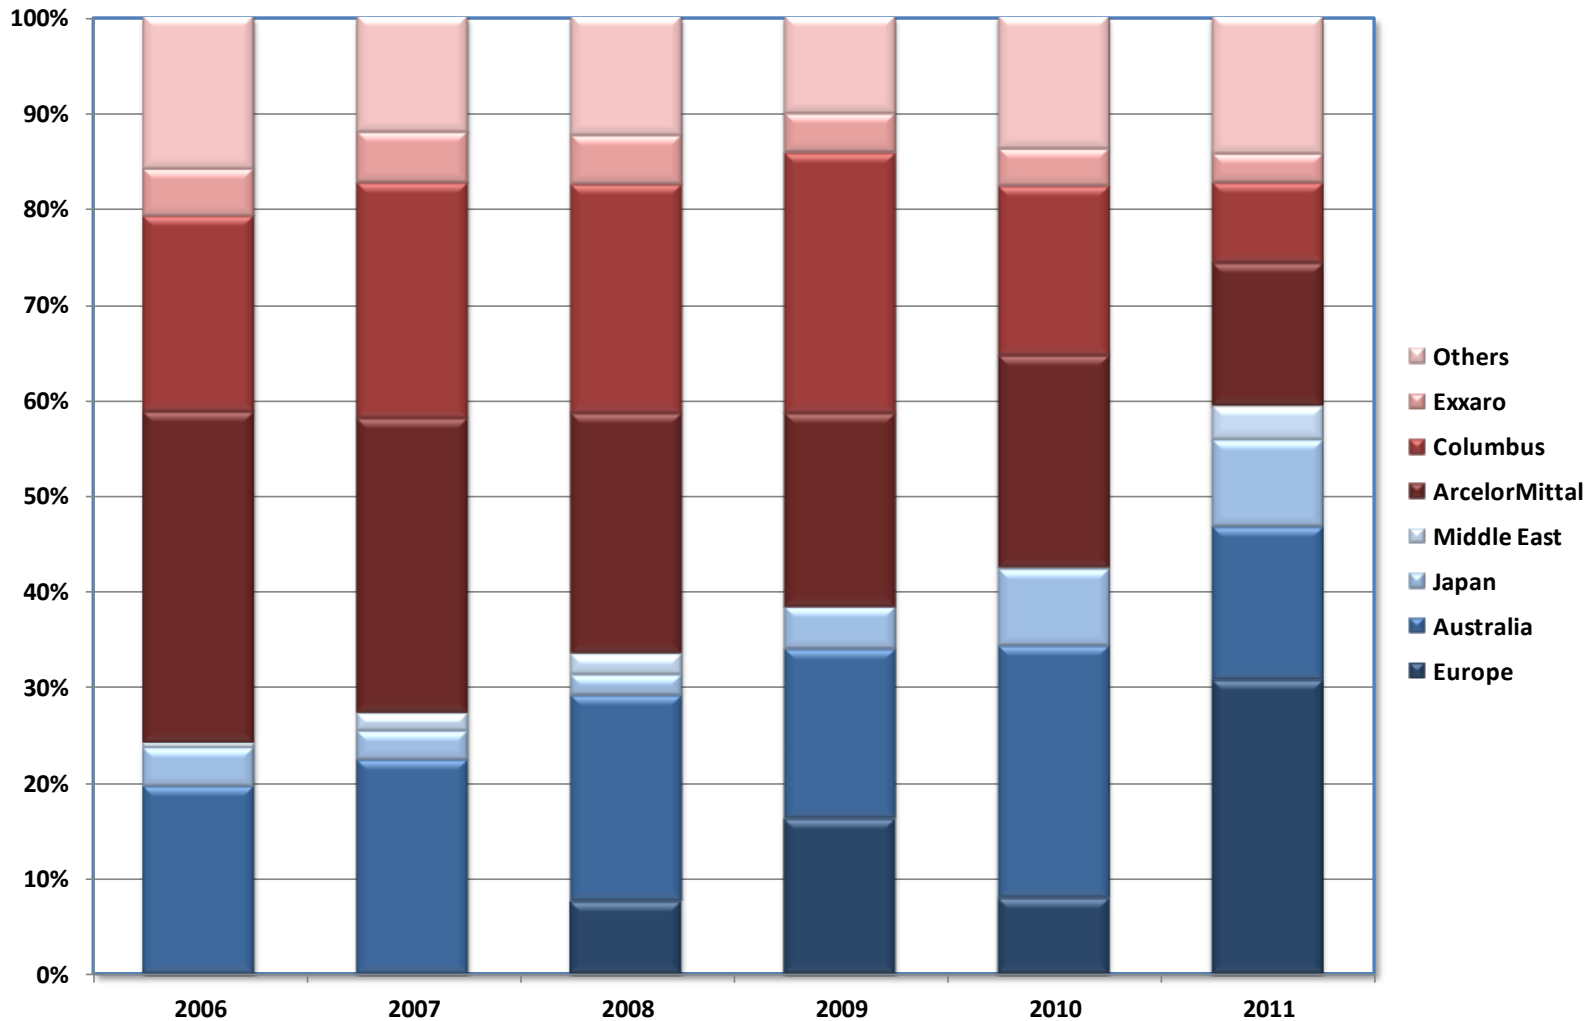 100%
90%
80%
70%
60%
50%
40%
30%
20%
10%
0%
2006 2007 2008 2009 2010 2011
Others
Exxaro
Columbus
ArcelorMittal
Middle East
Japan
Australia
Europe